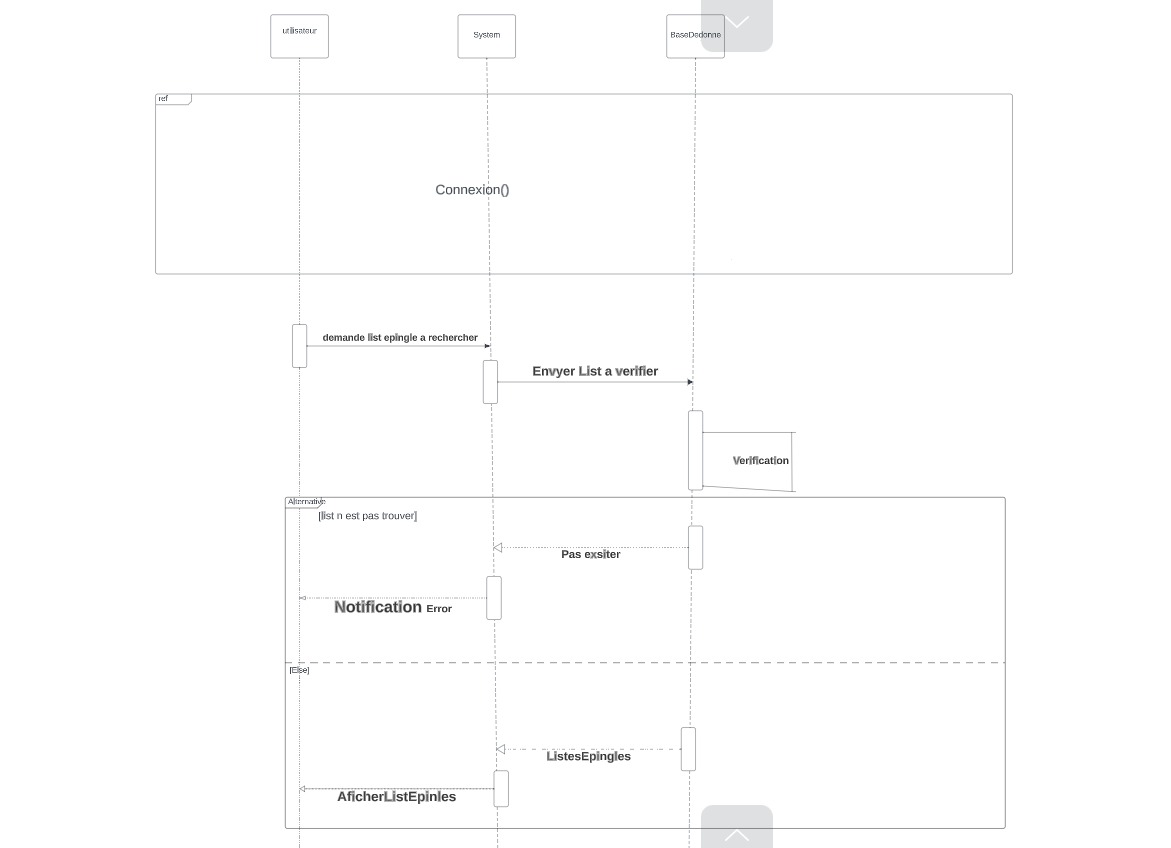 utilisateur
System
BaseDedonne
ref
Connexion()
demande list epingle a rechercher
Envyer List a verifier
Verification
Alternative
[list n est pas trouver]
Pas exsiter
Notification Error
[Else]
ListesEpingles
AficherListEpinles